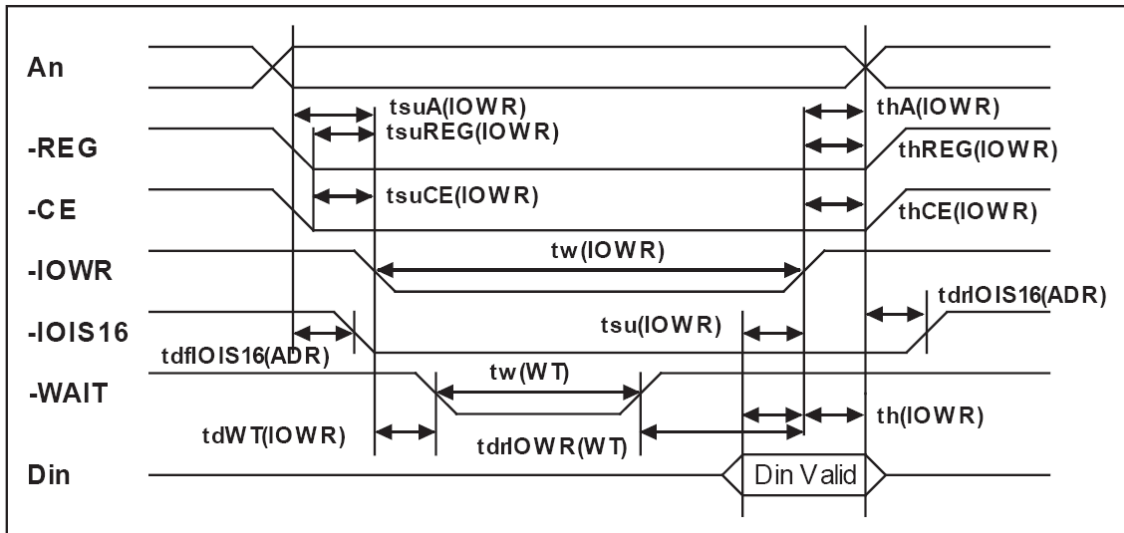 An
tsuA(IOWR)
thA(IOWR)
tsuREG(IOWR)
-REG
thREG(IOWR)
tsuCE(IOWR)
-CE
thCE(IOWR)
tw(IOWR)
-IOWR
tdrIOIS16(ADR)
tsu(IOWR)
-IOIS16
tdfIOIS16(ADR)
tw(WT)
-WAIT
th(IOWR)
tdWT(IOWR)
tdrIOWR(WT)
Din
Din Valid